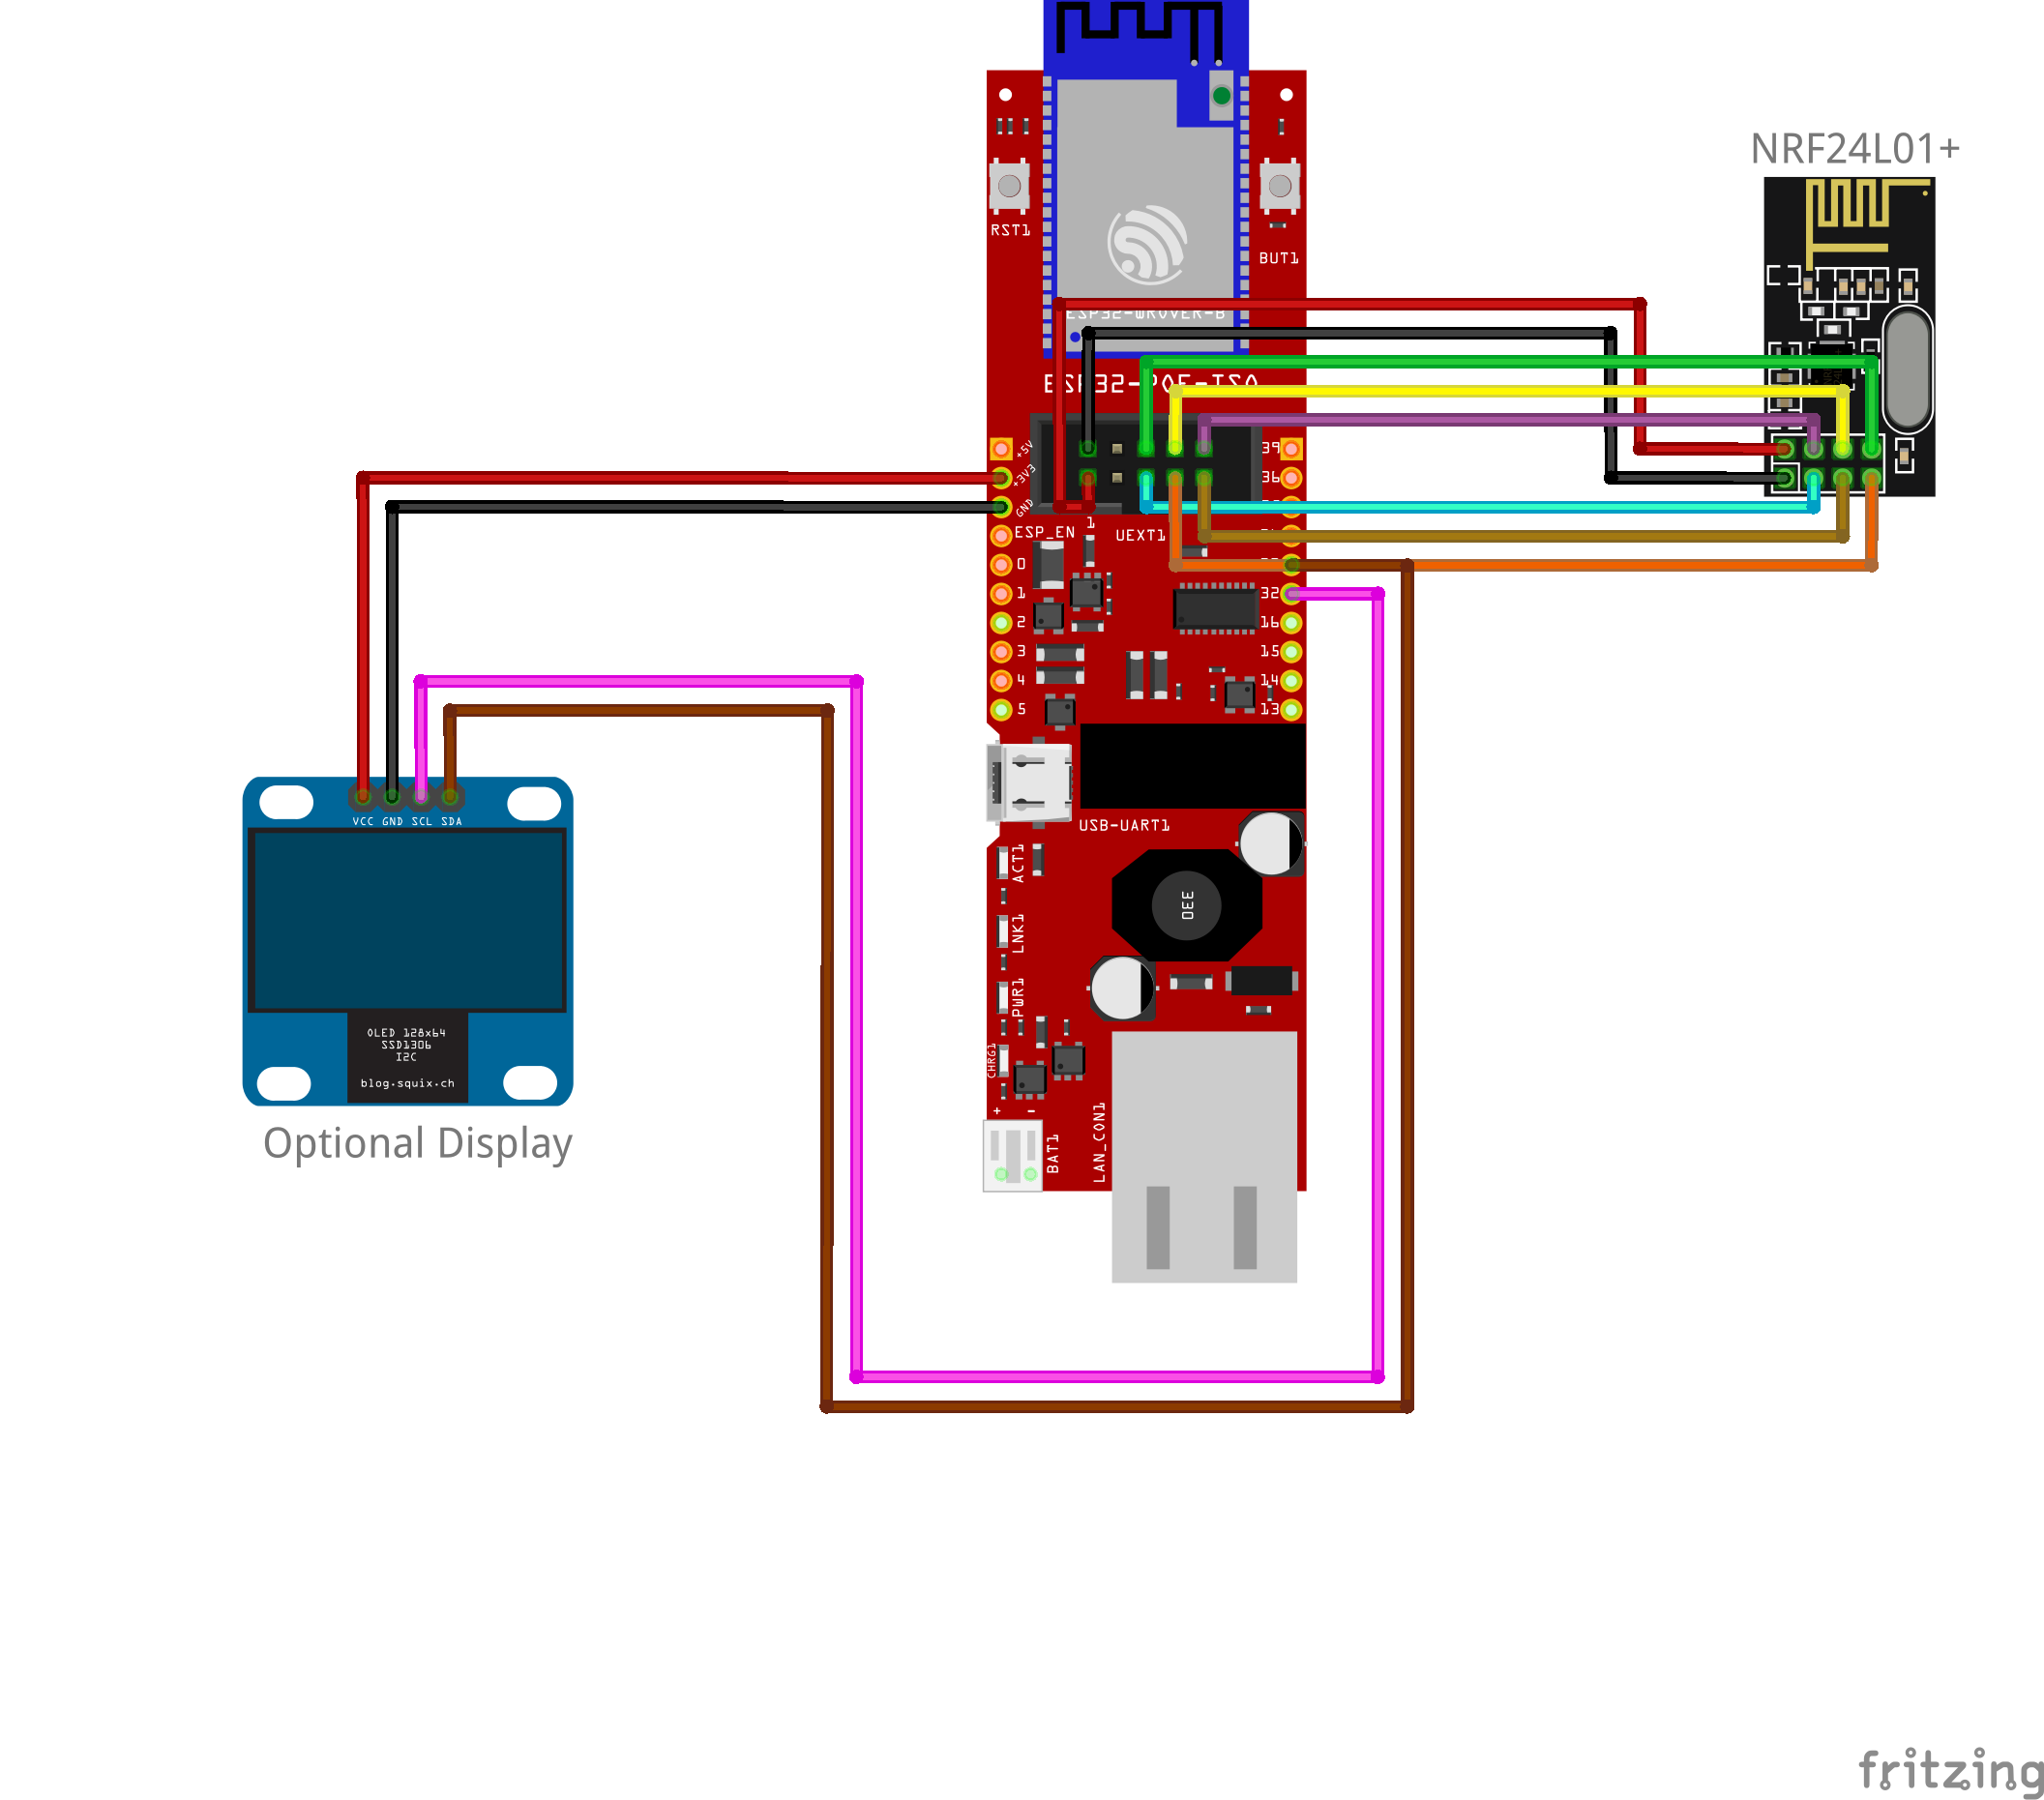 NRF24L01+
RST1
BUT1
ESP32-WROVER-B
ESP32-POE-ISO
+5V
39
+3V3
36
GND
1
ESP_EN
UEXT1
0
1
32
2
16
3
15
4
14
5
13
USB-UART1
VCC GND SCL SDA
ACT1
330
LNK1
PWR1
OLED 128x64
SSD1306
I2C
blog.squix.ch
CHRG1
+ -
BAT1
LAN_CON1
Optional Display
fritzing